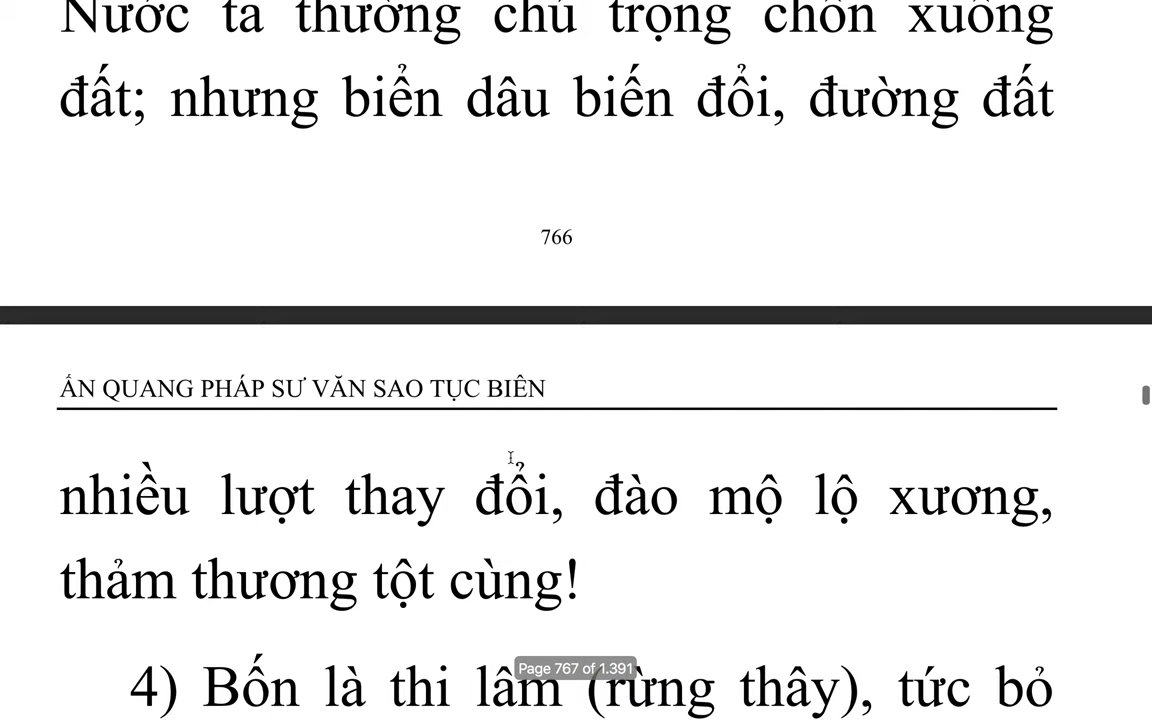 Nước ta thường chú trọng chôn xuống
đất; nhưng biển dâu biến đổi, đường đất
766
ẤN QUANG PHÁP SƯ VĂN SAO TỤC BIÊN
nhiều lượt thay đổi, đào mộ lộ xương,
thảm thương tột cùng!
4) Bốn là thi lâm (rừng thây), tức bỏ
Page 767 of 1.391